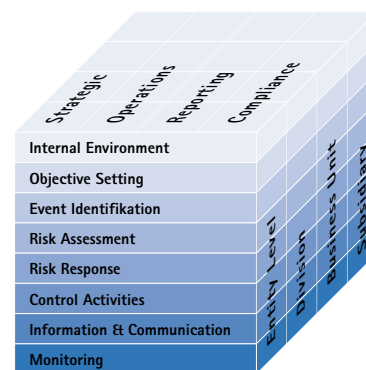 Strategic
Operations
Reporting
Compliance
Internal Environment
Objective Setting
Event Identifikation
Risk Assessment
Risk Response
Control Activities
Information & Communication
Monitoring
Entity Level
Division
Business Unit
Subsidiary